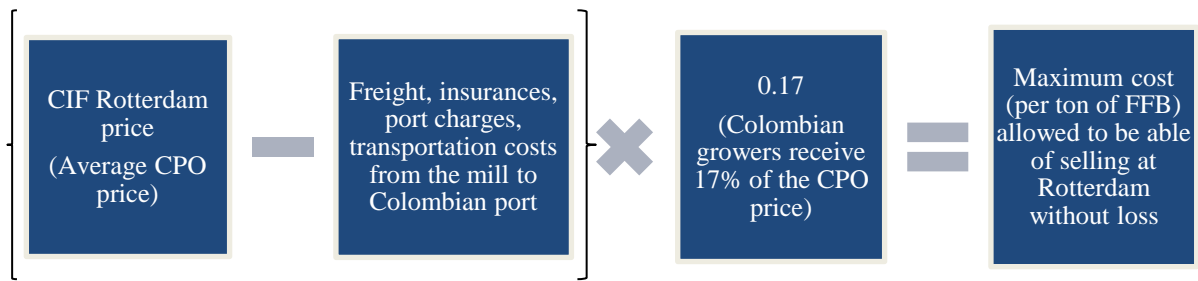 CIF Rotterdam
price
(Average CPO
price)
Freight, insurances,
port charges,
transportation costs
from the mill to
Colombian port
0.17
(Colombian
growers receive
17% of the CPO
price)
Maximum cost
(per ton of FFB)
allowed to be able
of selling at
Rotterdam
without loss